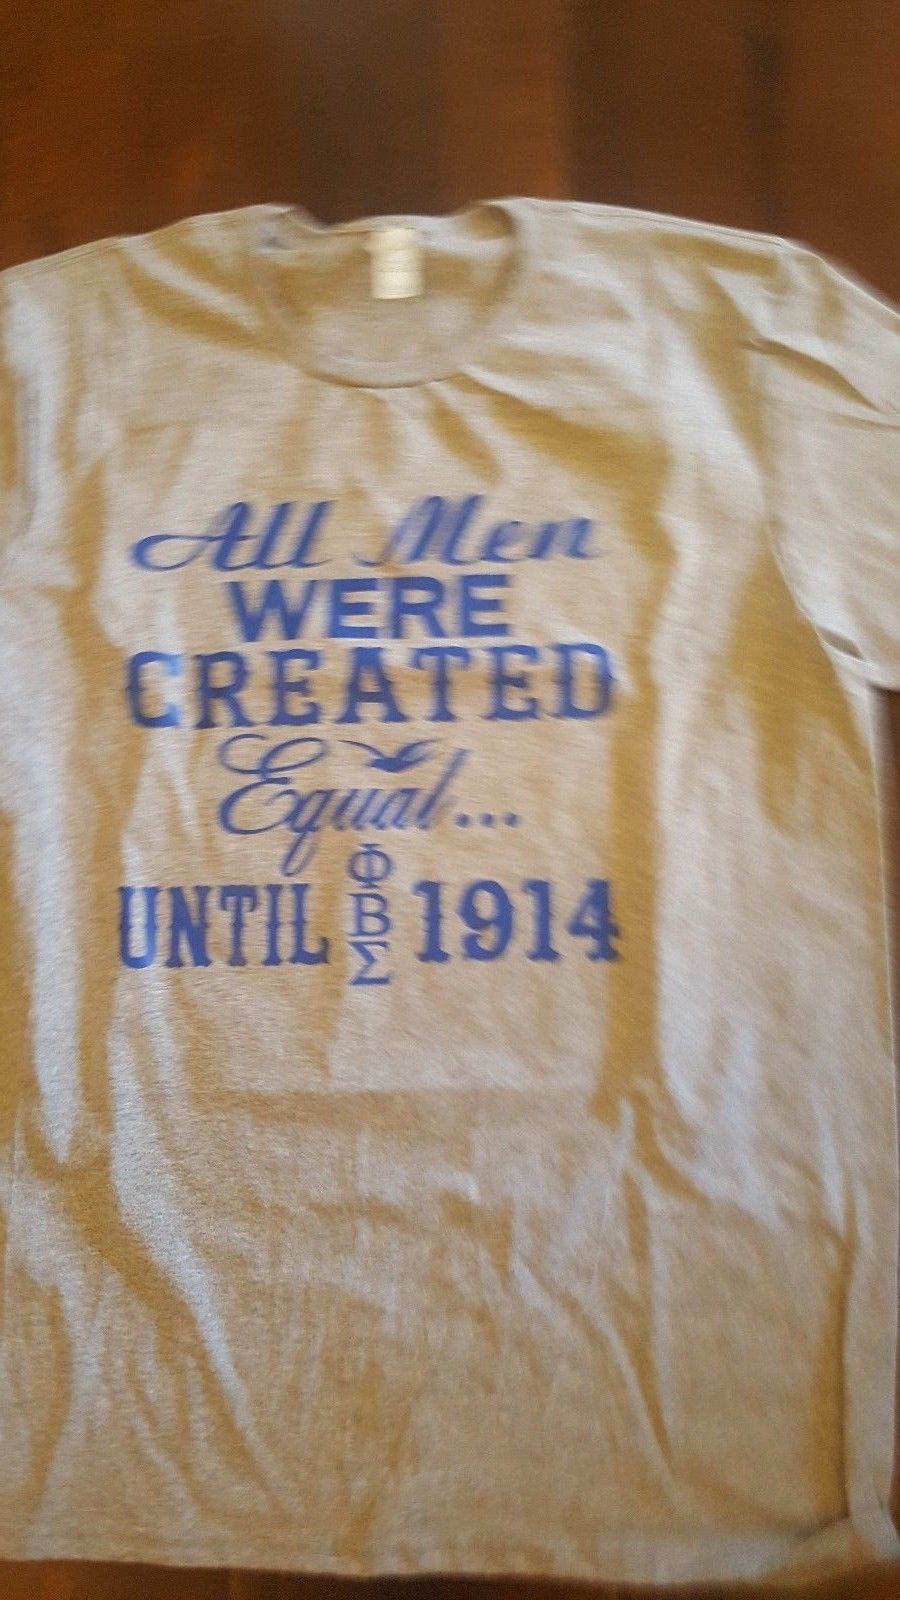 All Men
WERE
CREATED
Equal...
UNTIL ΦΒΣ 1914